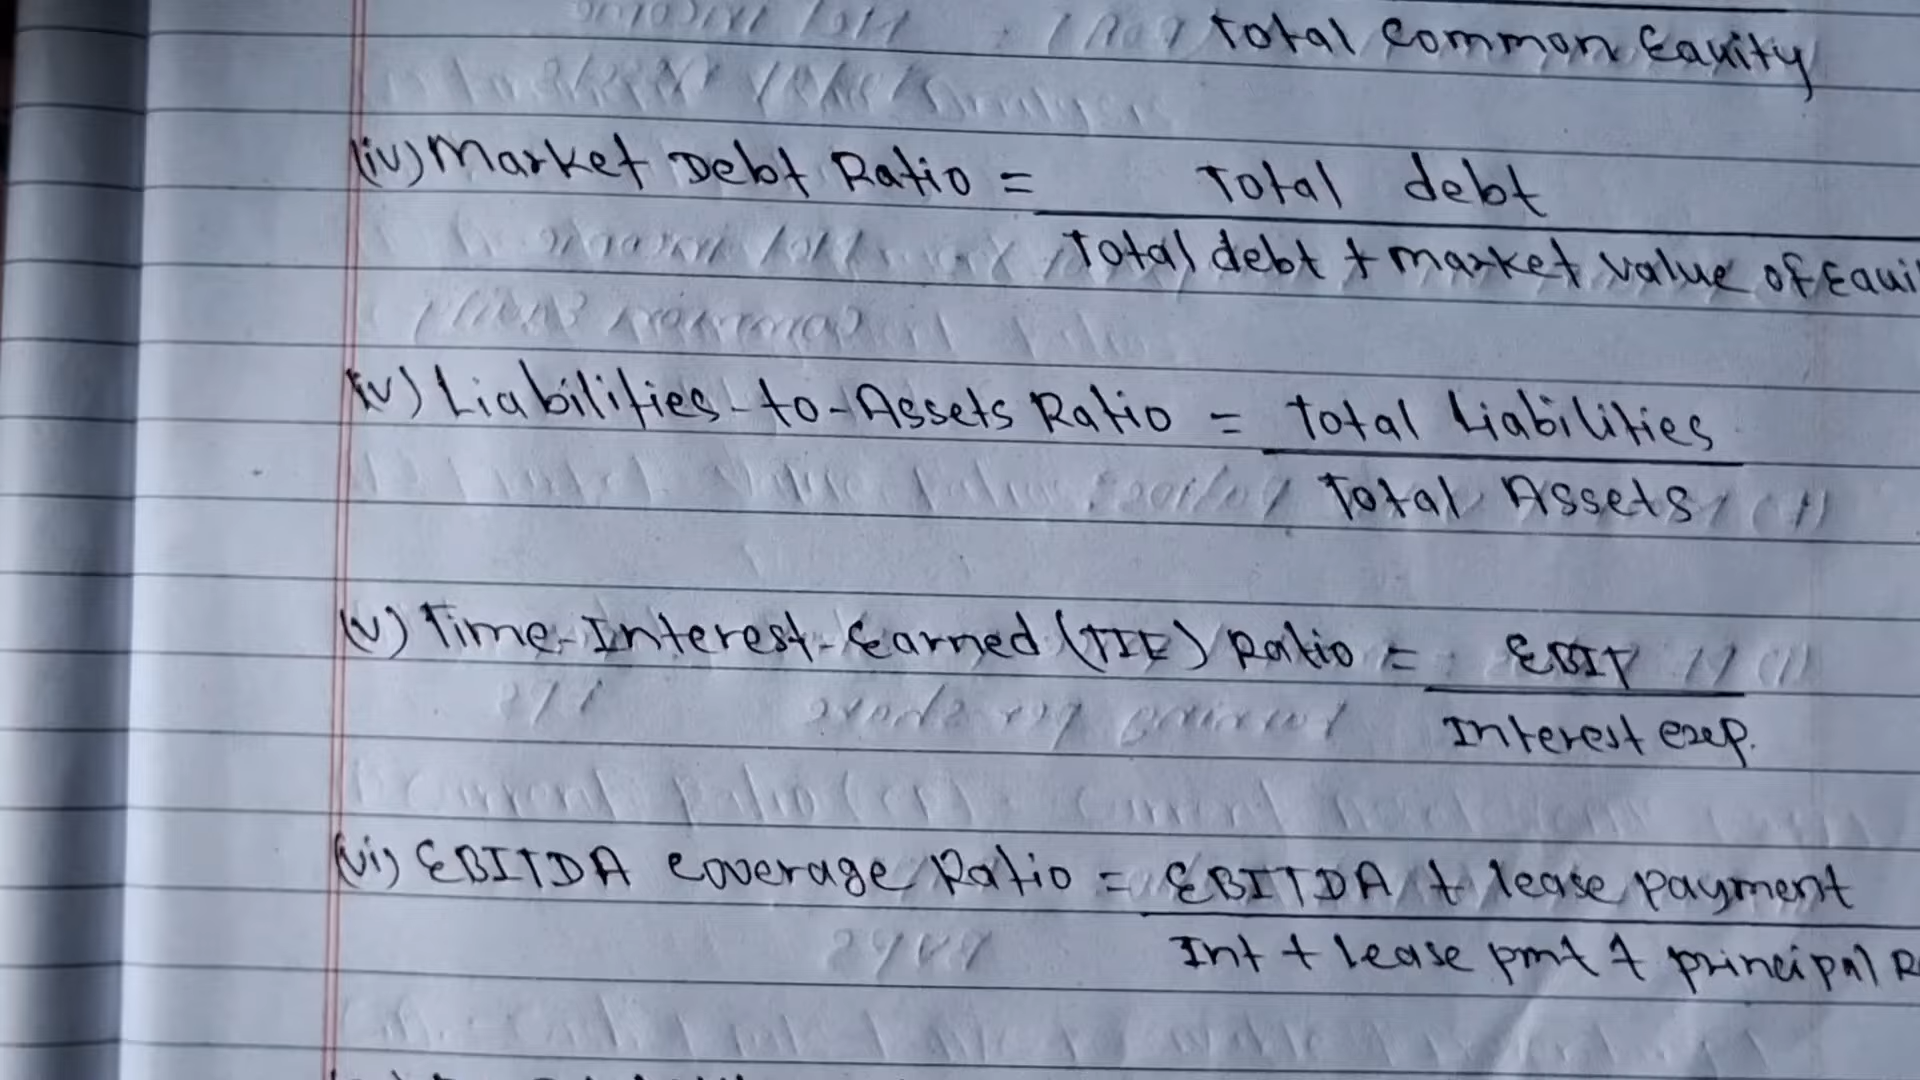 Total Common Equity
(iv) Market Debt Ratio = Total debt
Total debt + market value of Equi
iv) Liabilities-to-Assets Ratio = Total Liabilities
Total Assets
(v) Time-Interest-Earned (TIE) Ratio = EBIT
Interest exp.
(vi) EBITDA Coverage Ratio = EBITDA + lease payment
Int + lease pmt + principal R